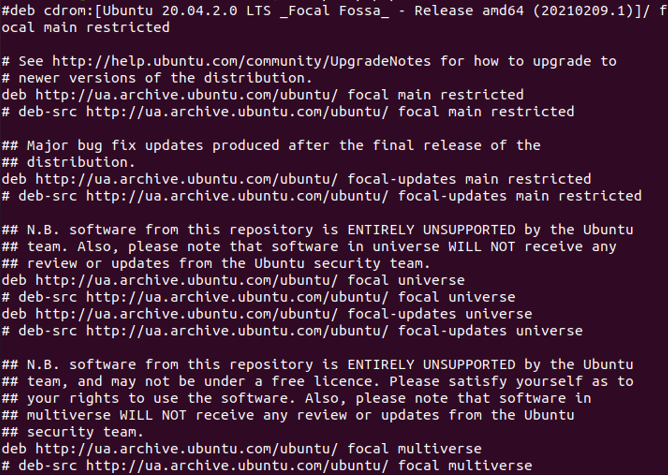 #deb cdrom:[Ubuntu 20.04.2.0 LTS _Focal Fossa_ - Release amd64 (20210209.1)]/ f
ocal main restricted

# See http://help.ubuntu.com/community/UpgradeNotes for how to upgrade to
# newer versions of the distribution.
deb http://ua.archive.ubuntu.com/ubuntu/ focal main restricted
# deb-src http://ua.archive.ubuntu.com/ubuntu/ focal main restricted

## Major bug fix updates produced after the final release of the
## distribution.
deb http://ua.archive.ubuntu.com/ubuntu/ focal-updates main restricted
# deb-src http://ua.archive.ubuntu.com/ubuntu/ focal-updates main restricted

## N.B. software from this repository is ENTIRELY UNSUPPORTED by the Ubuntu
## team. Also, please note that software in universe WILL NOT receive any
## review or updates from the Ubuntu security team.
deb http://ua.archive.ubuntu.com/ubuntu/ focal universe
# deb-src http://ua.archive.ubuntu.com/ubuntu/ focal universe
deb http://ua.archive.ubuntu.com/ubuntu/ focal-updates universe
# deb-src http://ua.archive.ubuntu.com/ubuntu/ focal-updates universe

## N.B. software from this repository is ENTIRELY UNSUPPORTED by the Ubuntu
## team, and may not be under a free licence. Please satisfy yourself as to
## your rights to use the software. Also, please note that software in
## multiverse WILL NOT receive any review or updates from the Ubuntu
## security team.
deb http://ua.archive.ubuntu.com/ubuntu/ focal multiverse
# deb-src http://ua.archive.ubuntu.com/ubuntu/ focal multiverse